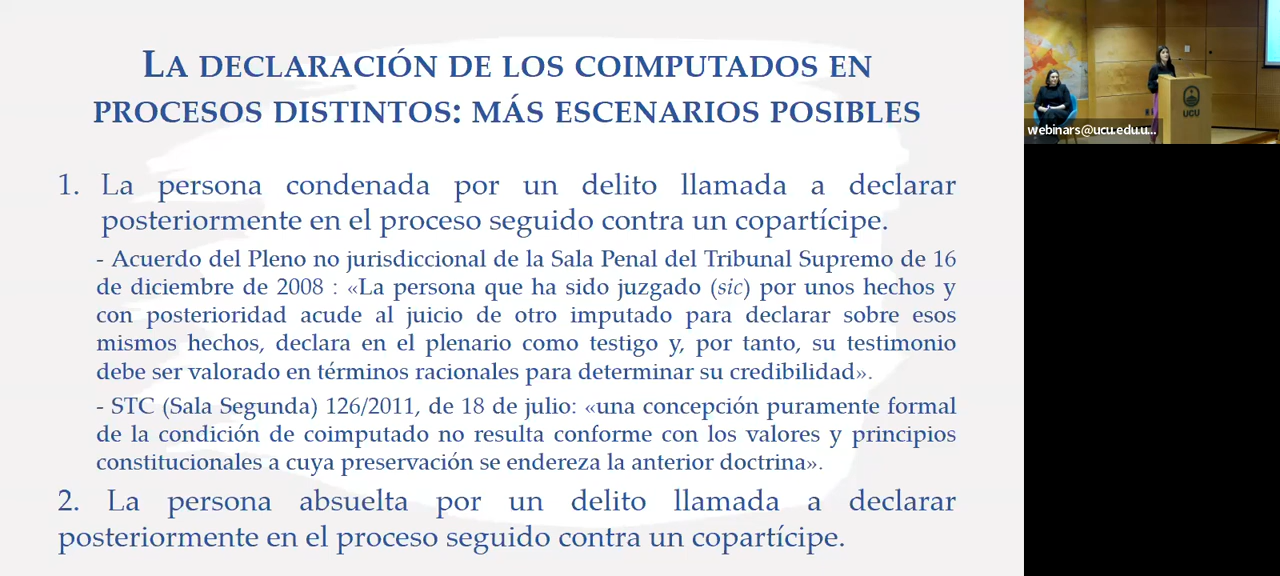 LA DECLARACIÓN DE LOS COIMPUTADOS EN
PROCESOS DISTINTOS: MÁS ESCENARIOS POSIBLES
1. La persona condenada por un delito llamada a declarar
posteriormente en el proceso seguido contra un copartícipe.
- Acuerdo del Pleno no jurisdiccional de la Sala Penal del Tribunal Supremo de 16
de diciembre de 2008 : «La persona que ha sido juzgado (sic) por unos hechos y
con posterioridad acude al juicio de otro imputado para declarar sobre esos
mismos hechos, declara en el plenario como testigo y, por tanto, su testimonio
debe ser valorado en términos racionales para determinar su credibilidad».
- STC (Sala Segunda) 126/2011, de 18 de julio: «una concepción puramente formal
de la condición de coimputado no resulta conforme con los valores y principios
constitucionales a cuya preservación se endereza la anterior doctrina».
2. La persona absuelta por un delito llamada a declarar
posteriormente en el proceso seguido contra un copartícipe.
UCU
webinars@ucu.edu.u...